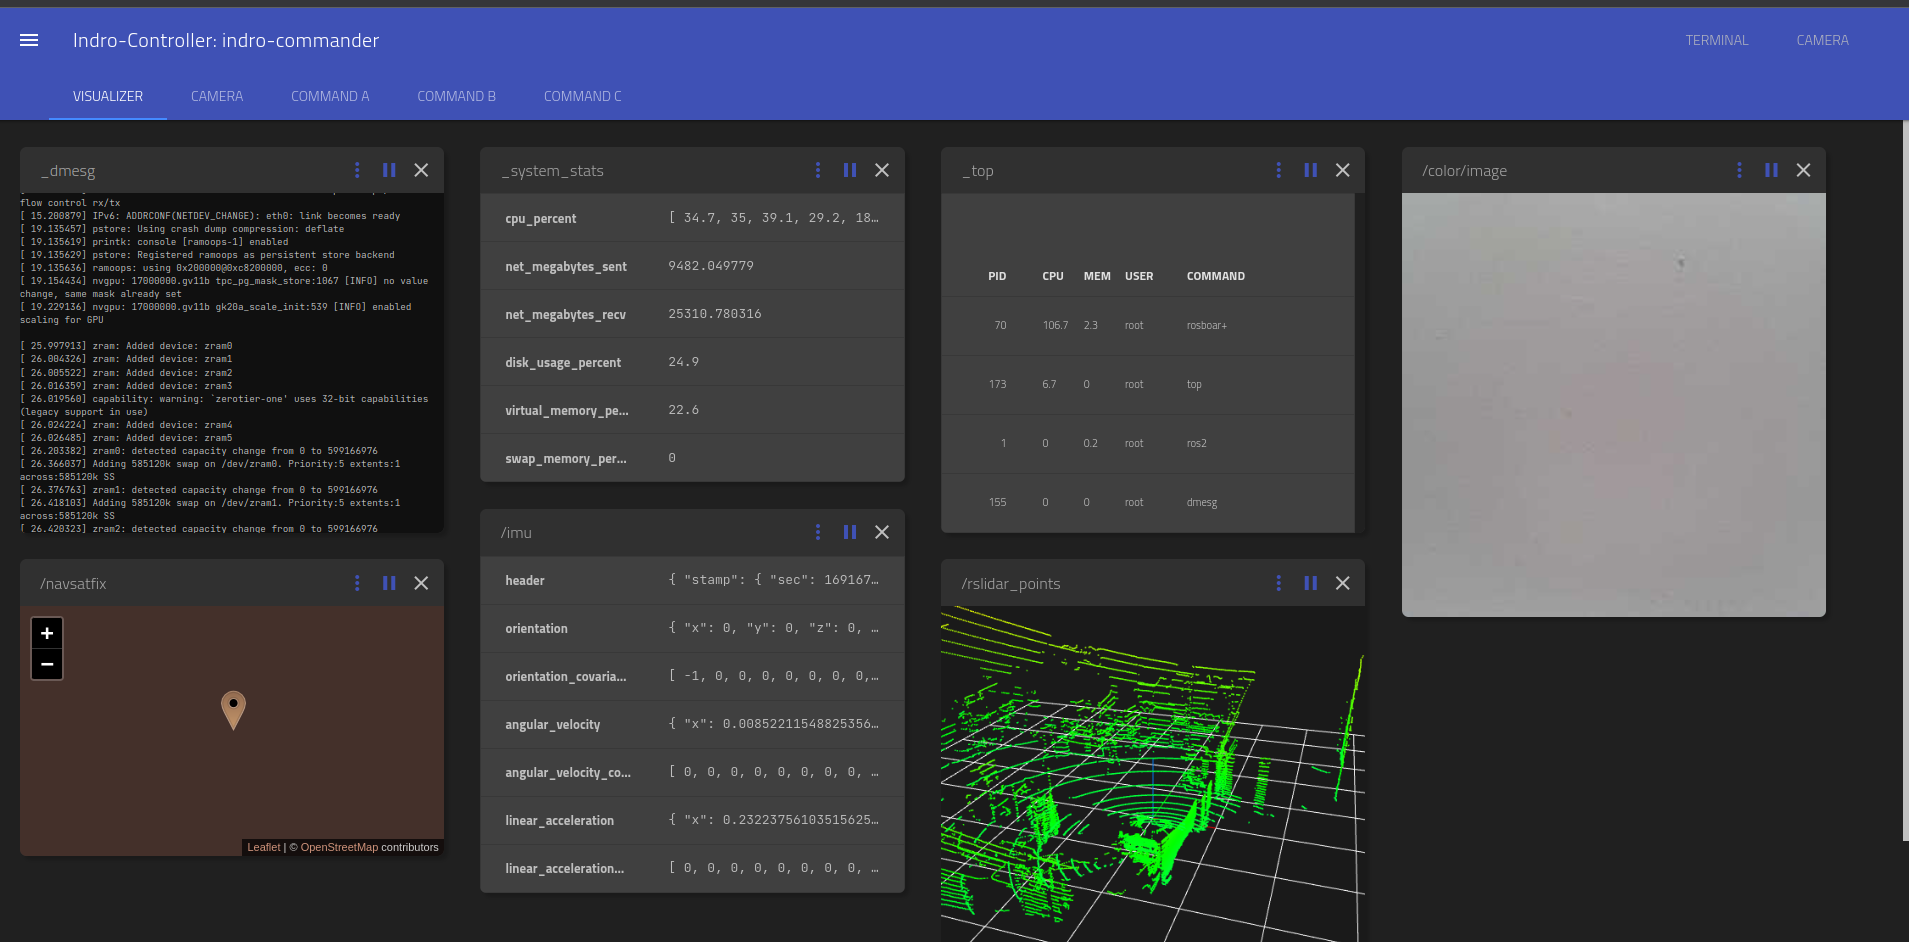 Indro-Controller: indro-commander
TERMINAL
CAMERA
VISUALIZER
CAMERA
COMMAND A
COMMAND B
COMMAND C
_dmesg
flow control rx/tx
[ 15.200879] IPv6: ADDRCONF(NETDEV_CHANGE): eth0: link becomes ready
[ 19.135457] pstore: Using crash dump compression: deflate
[ 19.135619] printk: console [ramoops-1] enabled
[ 19.135629] pstore: Registered ramoops as persistent store backend
[ 19.135636] ramoops: using 0x200000@0xc8200000, ecc: 0
[ 19.154434] nvgpu: 17000000.gv11b tpc_pg_mask_store:1067 [INFO] no value
change, same mask already set
[ 19.229136] nvgpu: 17000000.gv11b gk20a_scale_init:539 [INFO] enabled
scaling for GPU
[ 25.997913] zram: Added device: zram0
[ 26.004326] zram: Added device: zram1
[ 26.005522] zram: Added device: zram2
[ 26.016359] zram: Added device: zram3
[ 26.019560] capability: warning: `zerotier-one' uses 32-bit capabilities
(legacy support in use)
[ 26.024224] zram: Added device: zram4
[ 26.026485] zram: Added device: zram5
[ 26.203382] zram0: detected capacity change from 0 to 599166976
[ 26.366037] Adding 585120k swap on /dev/zram0. Priority:5 extents:1
across:585120k SS
[ 26.376763] zram1: detected capacity change from 0 to 599166976
[ 26.418103] Adding 585120k swap on /dev/zram1. Priority:5 extents:1
across:585120k SS
[ 26.420323] zram2: detected capacity change from 0 to 599166976
/navsatfix
+
−
Leaflet | © OpenStreetMap contributors
_system_stats
cpu_percent [ 34.7, 35, 39.1, 29.2, 18…
net_megabytes_sent 9482.049779
net_megabytes_recv 25310.780316
disk_usage_percent 24.9
virtual_memory_pe... 22.6
swap_memory_per... 0
/imu
header { "stamp": { "sec": 169167…
orientation { "x": 0, "y": 0, "z": 0, …
orientation_covaria... [ -1, 0, 0, 0, 0, 0, 0, 0,…
angular_velocity { "x": 0.00852211548825356…
angular_velocity_co... [ 0, 0, 0, 0, 0, 0, 0, 0, …
linear_acceleration { "x": 0.23223756103515625…
linear_acceleration... [ 0, 0, 0, 0, 0, 0, 0, 0, …
_top
PID CPU MEM USER COMMAND
70 106.7 2.3 root rosboar+
173 6.7 0 root top
1 0 0.2 root ros2
155 0 0 root dmesg
/rslidar_points
/color/image